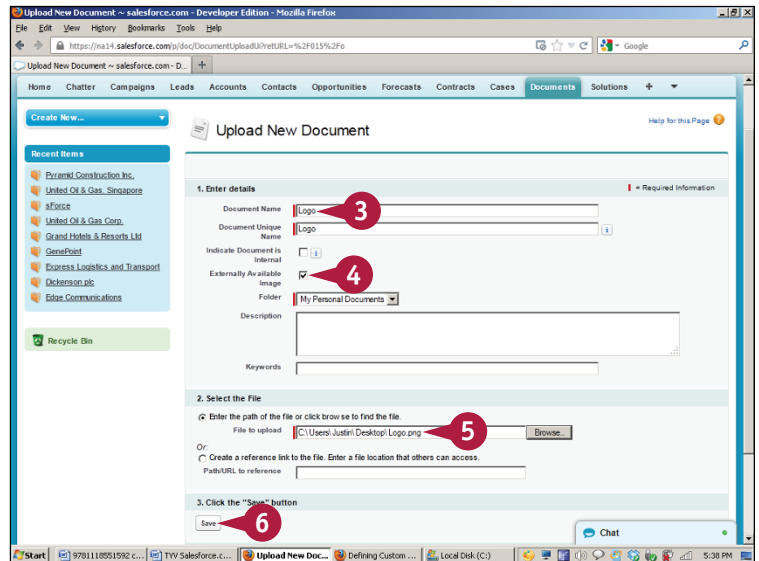 Upload New Document ~ salesforce.com - Developer Edition - Mozilla Firefox
File Edit View History Bookmarks Tools Help
https://na14.salesforce.com/p/doc/DocumentUploadUi?retURL=%2F015%2Fo
Google
Upload New Document ~ salesforce.com - D...
Home Chatter Campaigns Leads Accounts Contacts Opportunities Forecasts Contracts Cases Documents Solutions +
Create New...
Recent Items
Pyramid Construction Inc.
United Oil & Gas, Singapore
sForce
United Oil & Gas Corp.
Grand Hotels & Resorts Ltd
GenePoint
Express Logistics and Transport
Dickenson plc
Edge Communications
Recycle Bin
Upload New Document
Help for this Page ?
1. Enter details
= Required Information
Document Name Logo 3
Document Unique Name Logo i
Indicate Document is Internal i
Externally Available Image 4
Folder My Personal Documents
Description
Keywords
2. Select the File
Enter the path of the file or click browse to find the file.
File to upload C:\Users\Justin\Desktop\Logo.png 5 Browse...
Or:
Create a reference link to the file. Enter a file location that others can access.
Path/URL to reference
3. Click the "Save" button
Save 6
Chat
Start 9781118551592 c... TYV Salesforce.c... Upload New Doc... Defining Custom ... Local Disk (C:) 5:38 PM